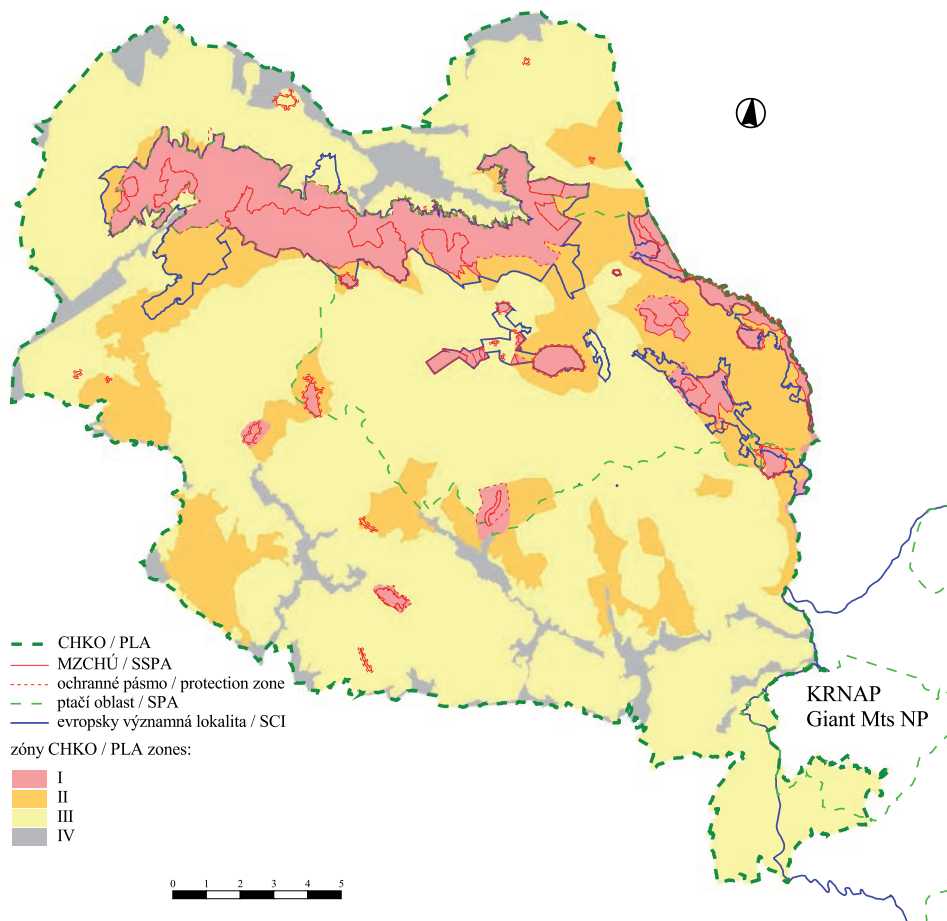 CHKO / PLA
MZCHÚ / SSPA
ochranné pásmo / protection zone
ptačí oblast / SPA
evropsky významná lokalita / SCI
zóny CHKO / PLA zones:
I
II
III
IV
KRNAP
Giant Mts NP
0 1 2 3 4 5